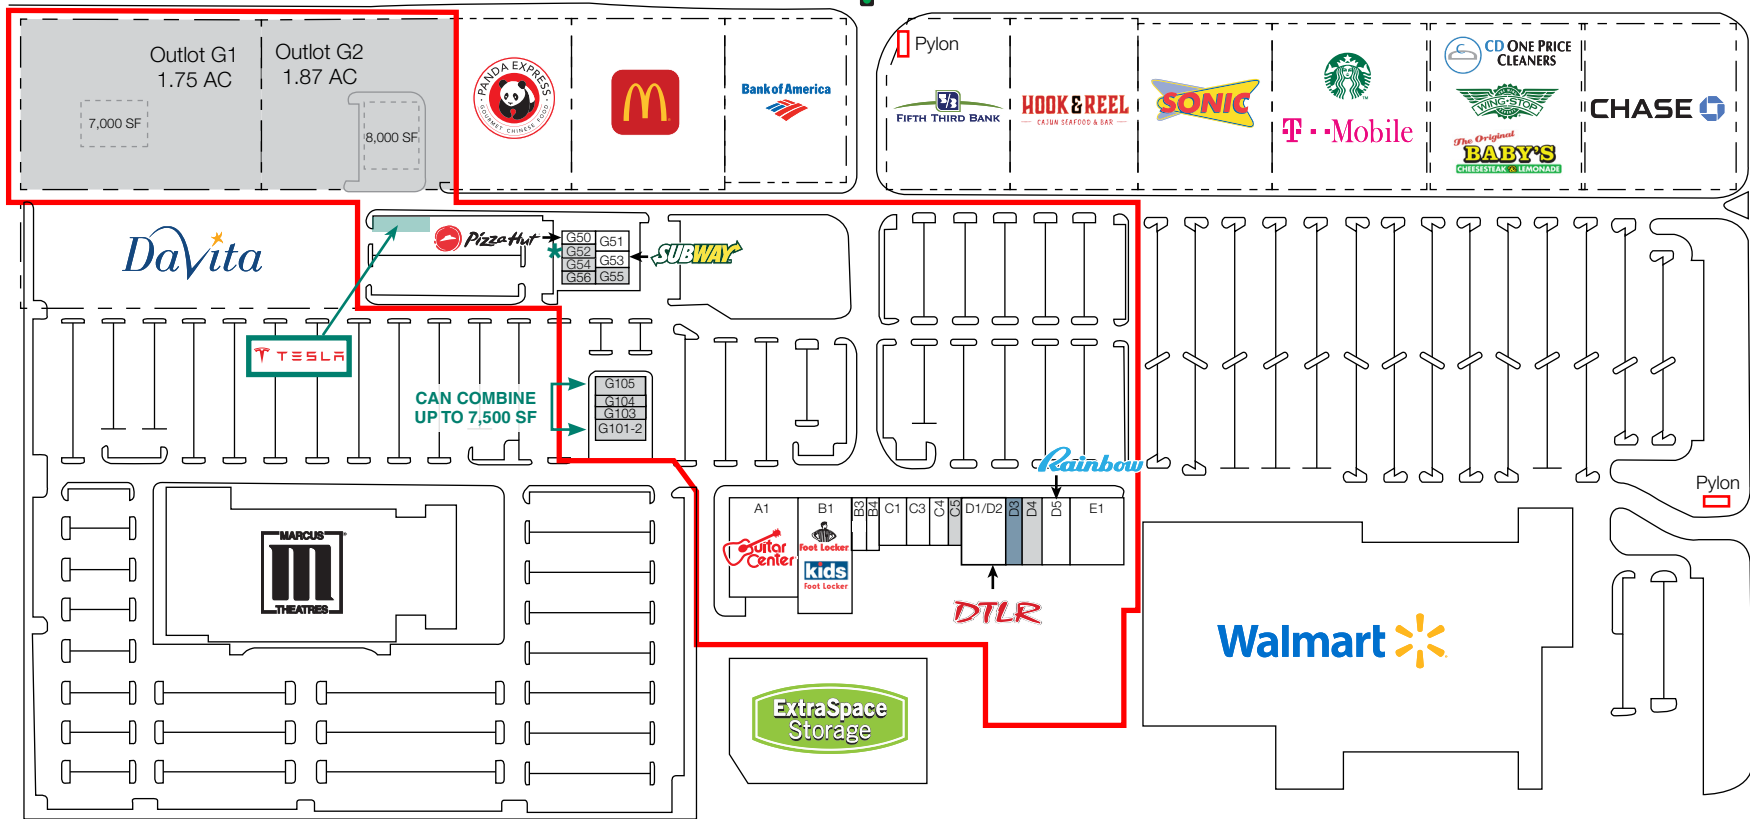 Outlot G1
1.75 AC
Outlot G2
1.87 AC
7,000 SF
8,000 SF
PANDA EXPRESS
GOURMET CHINESE FOOD
Bank of America
Pylon
FIFTH THIRD BANK
HOOK & REEL
CAJUN SEAFOOD & BAR
SONIC
T Mobile
CD ONE PRICE
CLEANERS
WING STOP
The Original
BABY'S
CHEESESTEAK & LEMONADE
CHASE
DaVita
Pizza Hut
G50
G51
G52
G53
G54
G55
G56
SUBWAY
TESLA
CAN COMBINE
UP TO 7,500 SF
G105
G104
G103
G101-2
Rainbow
Pylon
A1
B1
B3
B4
C1
C3
C4
C5
D1/D2
D3
D4
D5
E1
Guitar
Center
Foot Locker
kids
Foot Locker
DTLR
MARCUS
THEATRES
Walmart
ExtraSpace
Storage